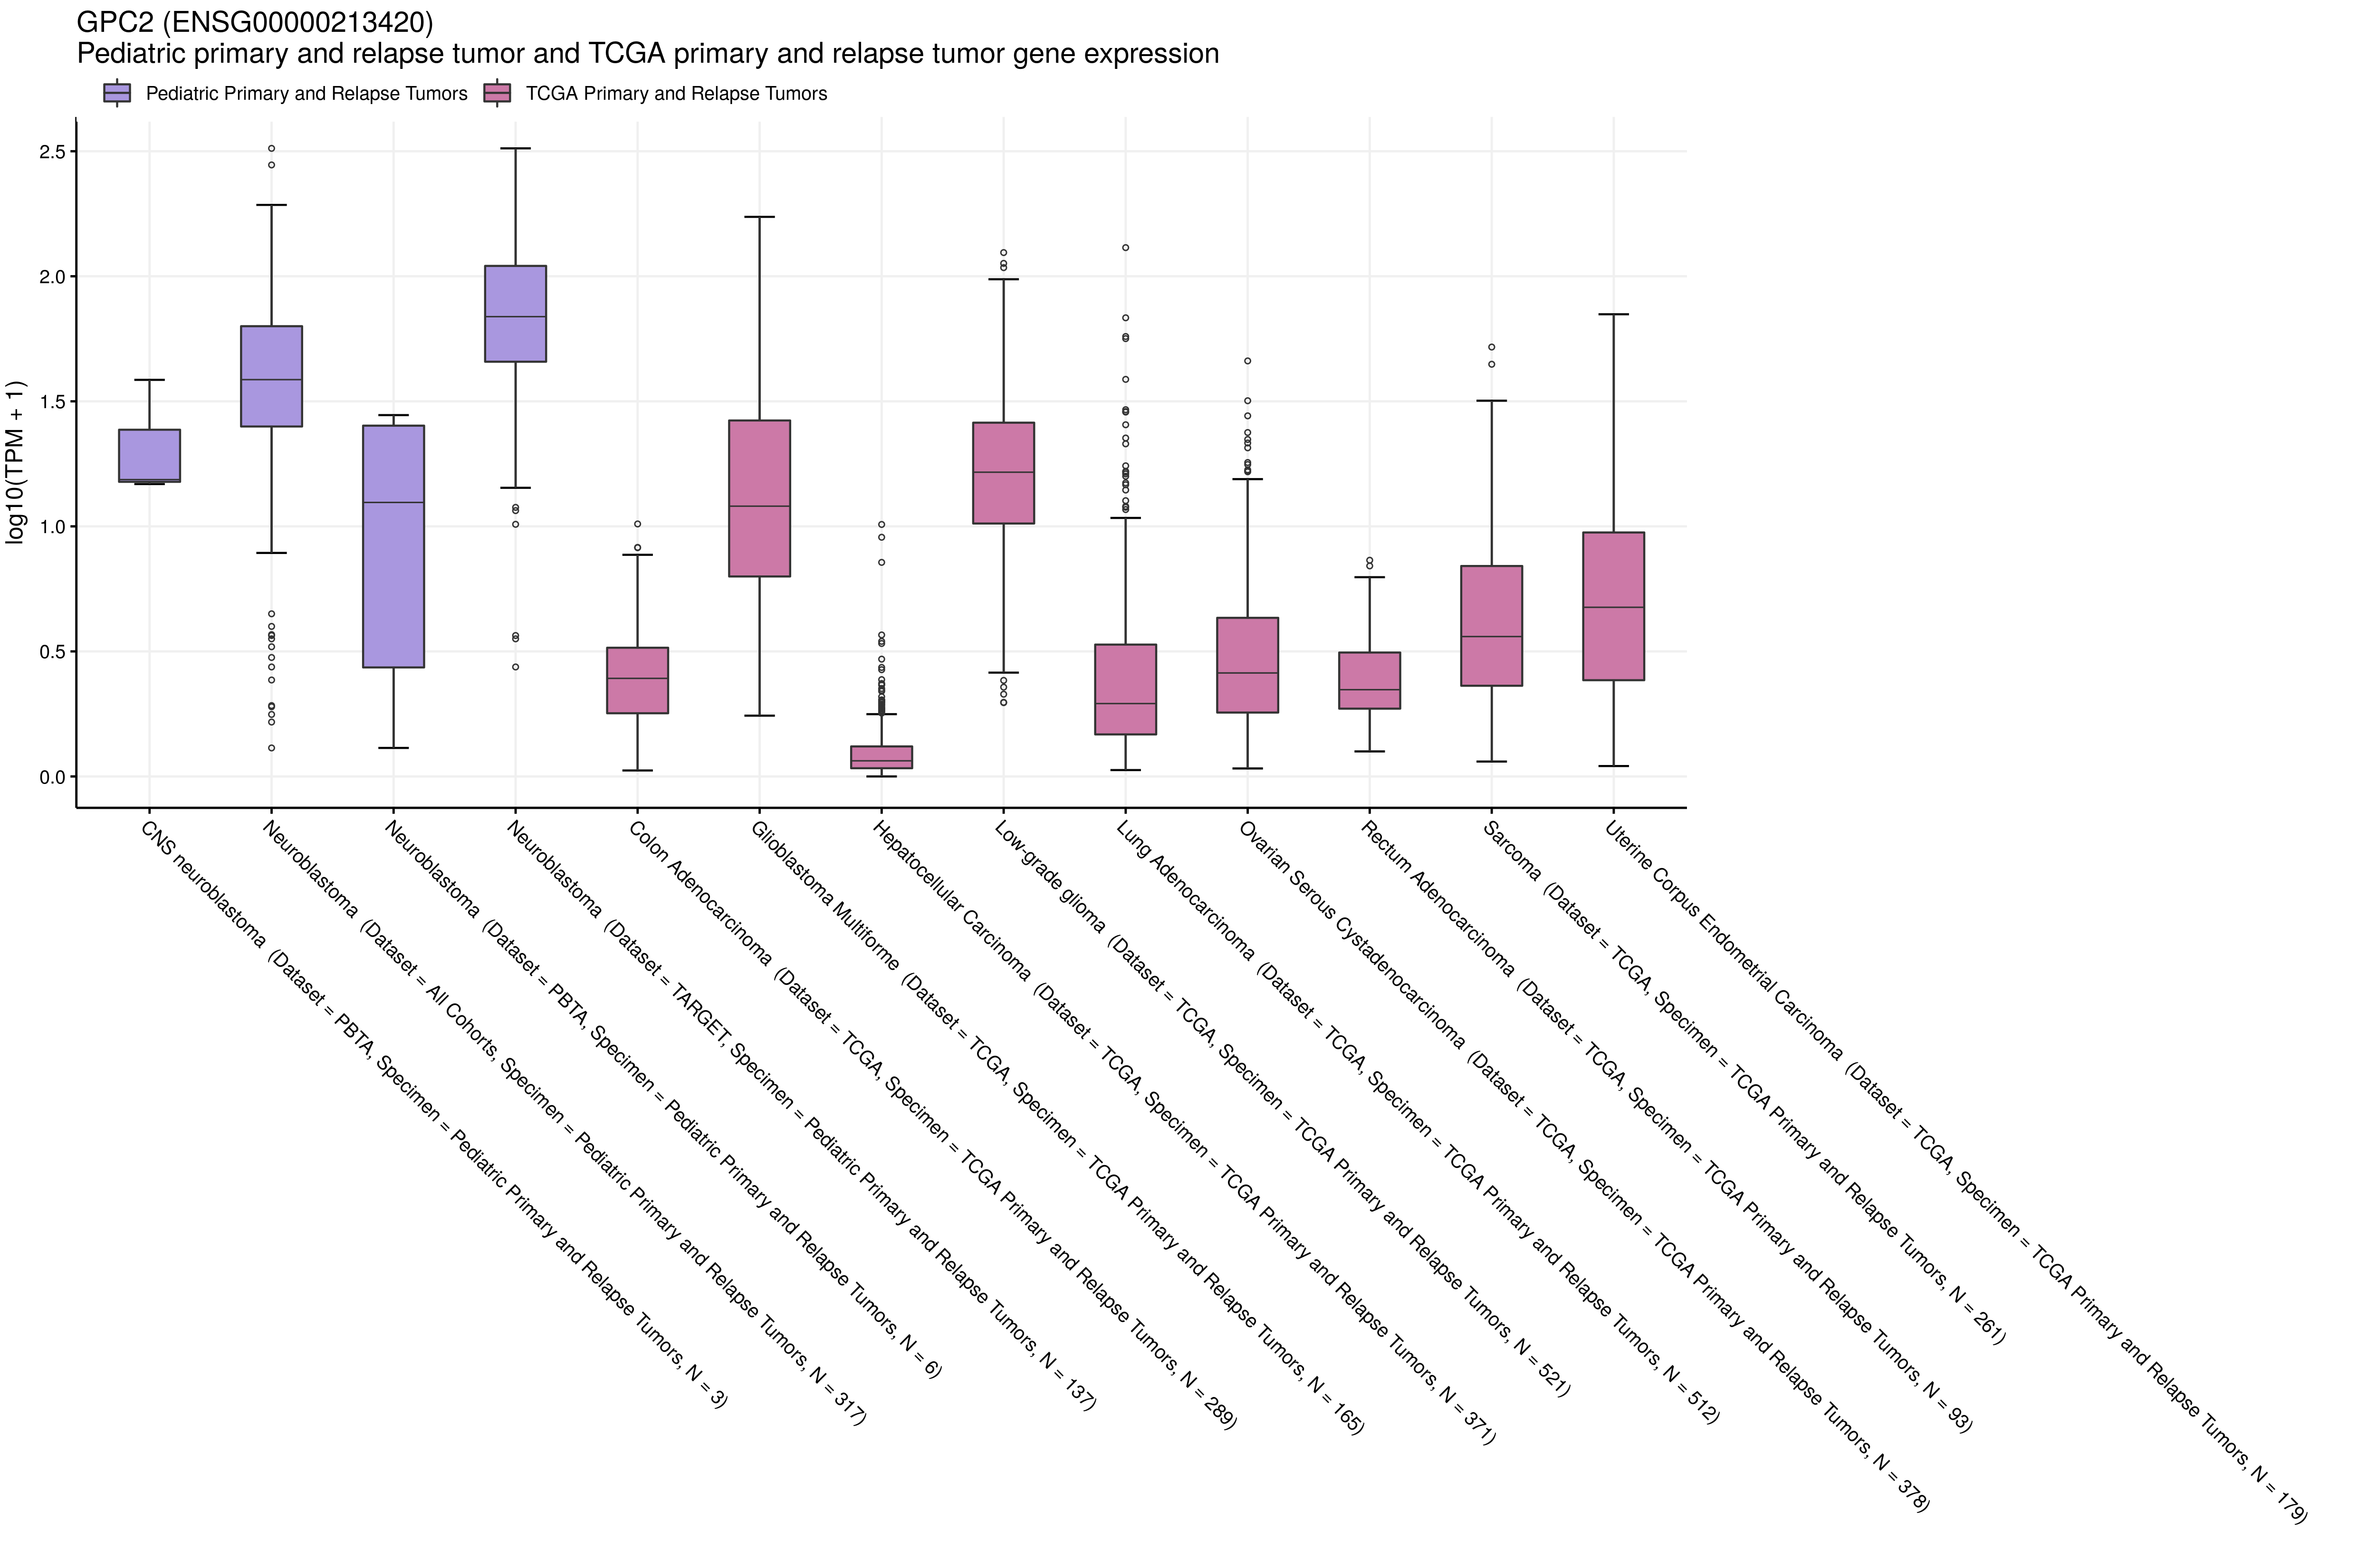 GPC2 (ENSG00000213420)
Pediatric primary and relapse tumor and TCGA primary and relapse tumor gene expression
Pediatric Primary and Relapse Tumors
TCGA Primary and Relapse Tumors
log10(TPM + 1)
2.5
2.0
1.5
1.0
0.5
0.0
CNS neuroblastoma (Dataset = PBTA, Specimen = Pediatric Primary and Relapse Tumors, N = 3)
Neuroblastoma (Dataset = All Cohorts, Specimen = Pediatric Primary and Relapse Tumors, N = 317)
Neuroblastoma (Dataset = PBTA, Specimen = Pediatric Primary and Relapse Tumors, N = 6)
Neuroblastoma (Dataset = TARGET, Specimen = Pediatric Primary and Relapse Tumors, N = 137)
Colon Adenocarcinoma (Dataset = TCGA, Specimen = TCGA Primary and Relapse Tumors, N = 289)
Glioblastoma Multiforme (Dataset = TCGA, Specimen = TCGA Primary and Relapse Tumors, N = 165)
Hepatocellular Carcinoma (Dataset = TCGA, Specimen = TCGA Primary and Relapse Tumors, N = 371)
Low-grade glioma (Dataset = TCGA, Specimen = TCGA Primary and Relapse Tumors, N = 521)
Lung Adenocarcinoma (Dataset = TCGA, Specimen = TCGA Primary and Relapse Tumors, N = 512)
Ovarian Serous Cystadenocarcinoma (Dataset = TCGA, Specimen = TCGA Primary and Relapse Tumors, N = 378)
Rectum Adenocarcinoma (Dataset = TCGA, Specimen = TCGA Primary and Relapse Tumors, N = 93)
Sarcoma (Dataset = TCGA, Specimen = TCGA Primary and Relapse Tumors, N = 261)
Uterine Corpus Endometrial Carcinoma (Dataset = TCGA, Specimen = TCGA Primary and Relapse Tumors, N = 179)